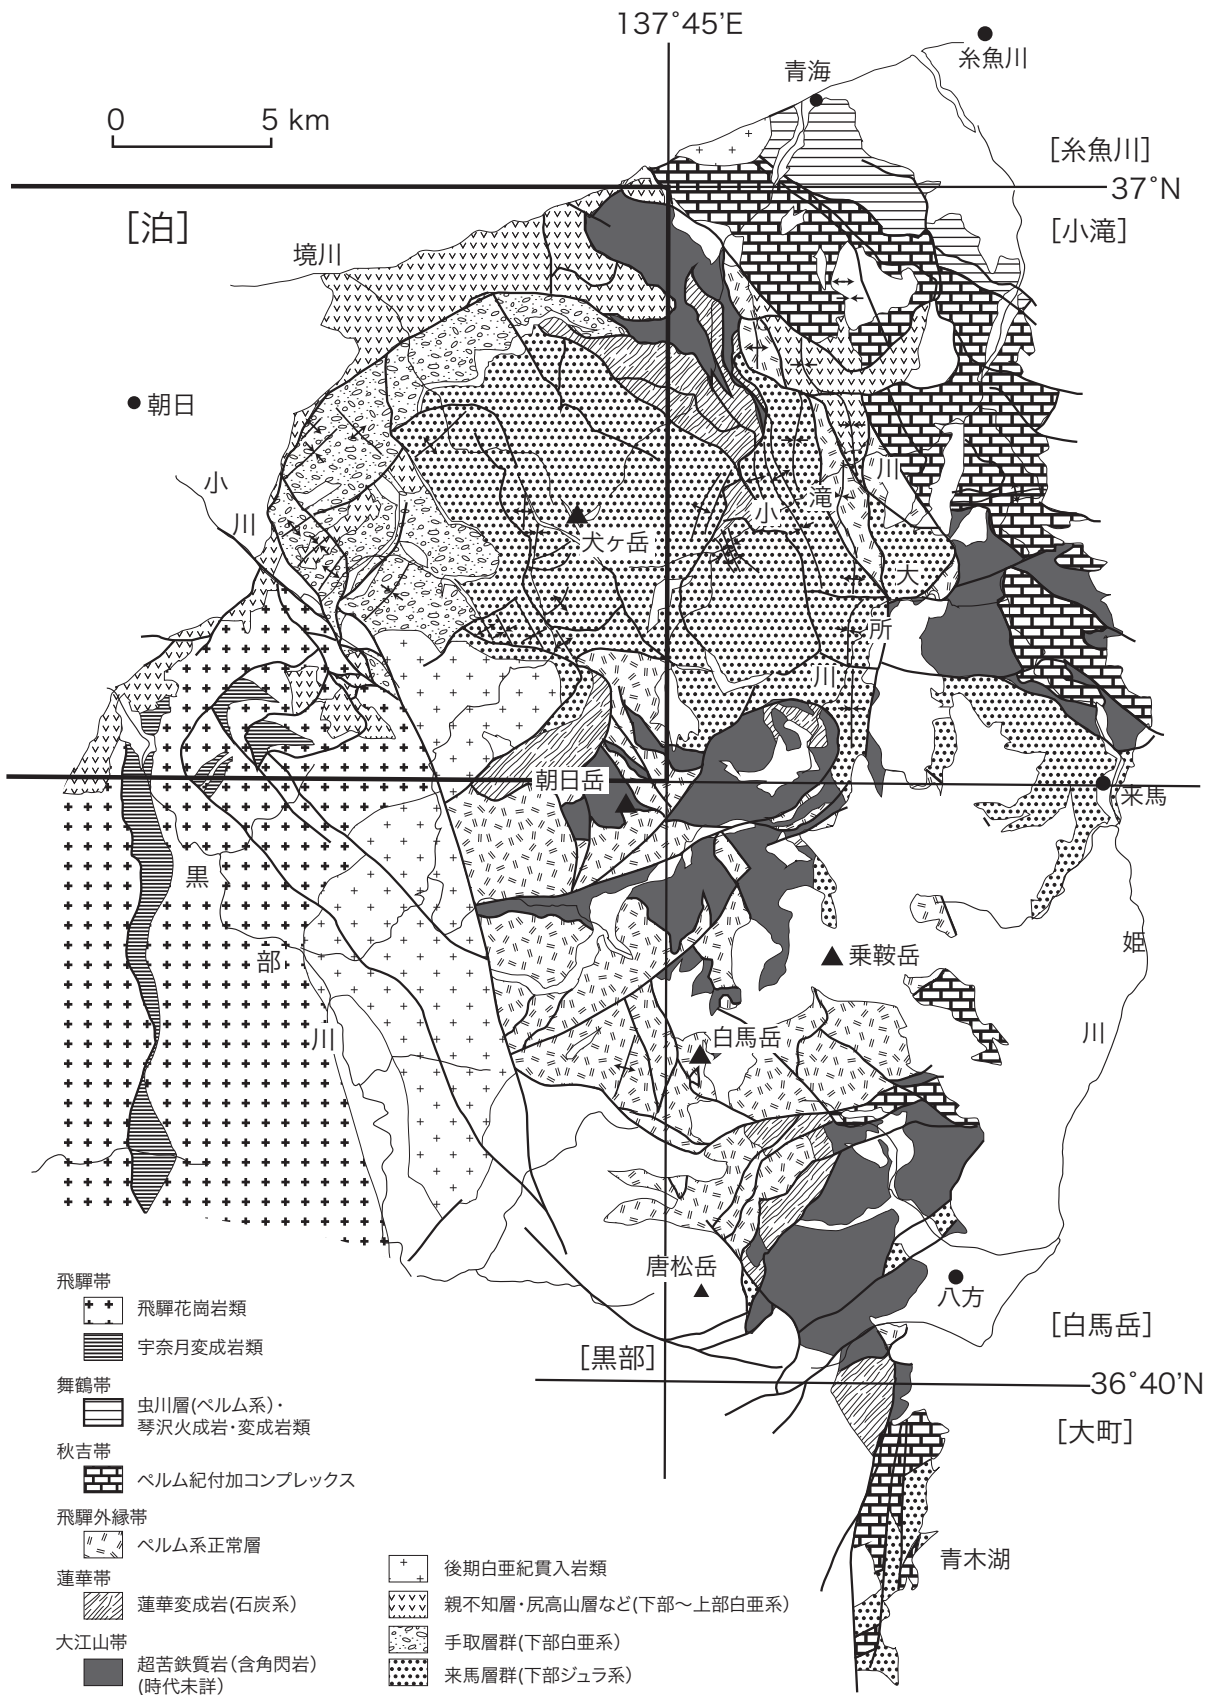 137˚45′E
糸魚川
青海
0 5 km
[糸魚川]
37˚N
[泊]
[小滝]
境川
朝日
小川
川
滝
小
犬ヶ岳
大所川
朝日岳
来馬
黒部川
乗鞍岳
姫川
白馬岳
唐松岳
八方
[白馬岳]
[黒部]
36˚40′N
[大町]
青木湖
飛驒帯
飛驒花崗岩類
宇奈月変成岩類
舞鶴帯
虫川層(ペルム系)・
琴沢火成岩・変成岩類
秋吉帯
ペルム紀付加コンプレックス
飛驒外縁帯
ペルム系正常層
蓮華帯
蓮華変成岩(石炭系)
大江山帯
超苦鉄質岩(含角閃岩)
(時代未詳)
後期白亜紀貫入岩類
親不知層・尻高山層など(下部〜上部白亜系)
手取層群(下部白亜系)
来馬層群(下部ジュラ系)